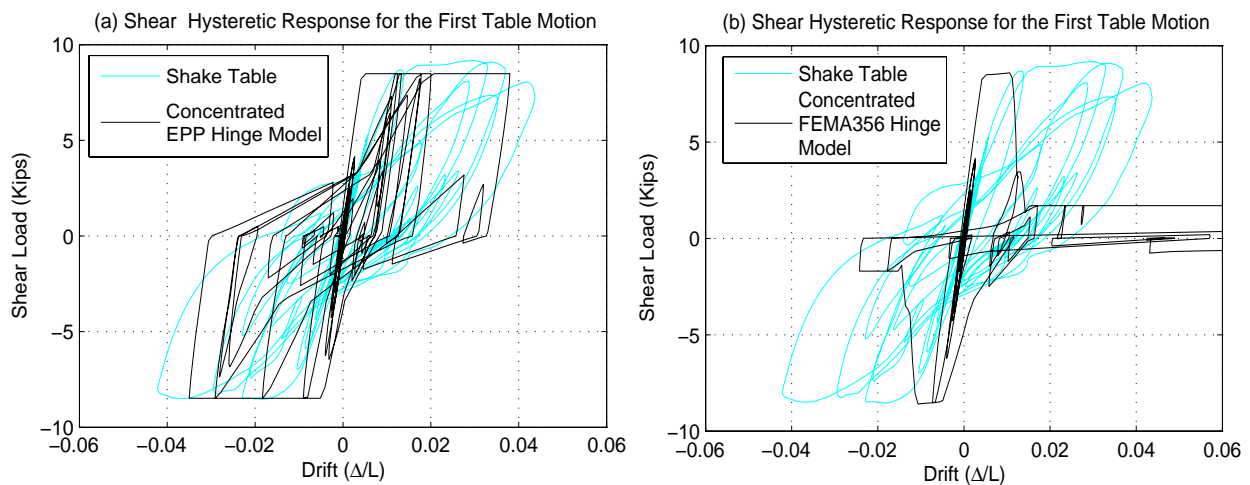 (a) Shear Hysteretic Response for the First Table Motion
10
5
0
−5
−10
Shear Load (Kips)
Shake Table
Concentrated
EPP Hinge Model
−0.06
−0.04
−0.02
0
0.02
0.04
0.06
Drift (Δ/L)
(b) Shear Hysteretic Response for the First Table Motion
10
5
0
−5
−10
Shear Load (Kips)
Shake Table
Concentrated
FEMA356 Hinge
Model
−0.06
−0.04
−0.02
0
0.02
0.04
0.06
Drift (Δ/L)